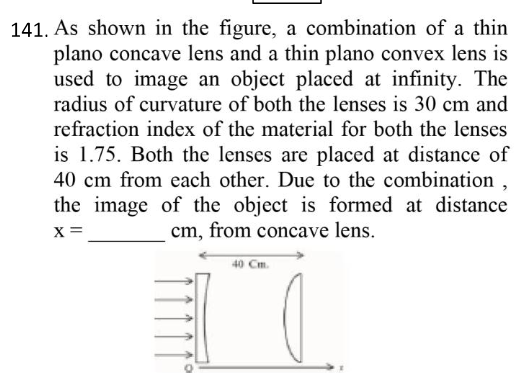 141. As shown in the figure, a combination of a thin
plano concave lens and a thin plano convex lens is
used to image an object placed at infinity. The
radius of curvature of both the lenses is 30 cm and
refraction index of the material for both the lenses
is 1.75. Both the lenses are placed at distance of
40 cm from each other. Due to the combination ,
the image of the object is formed at distance
x = ________ cm, from concave lens.
40 Cm.
O
x